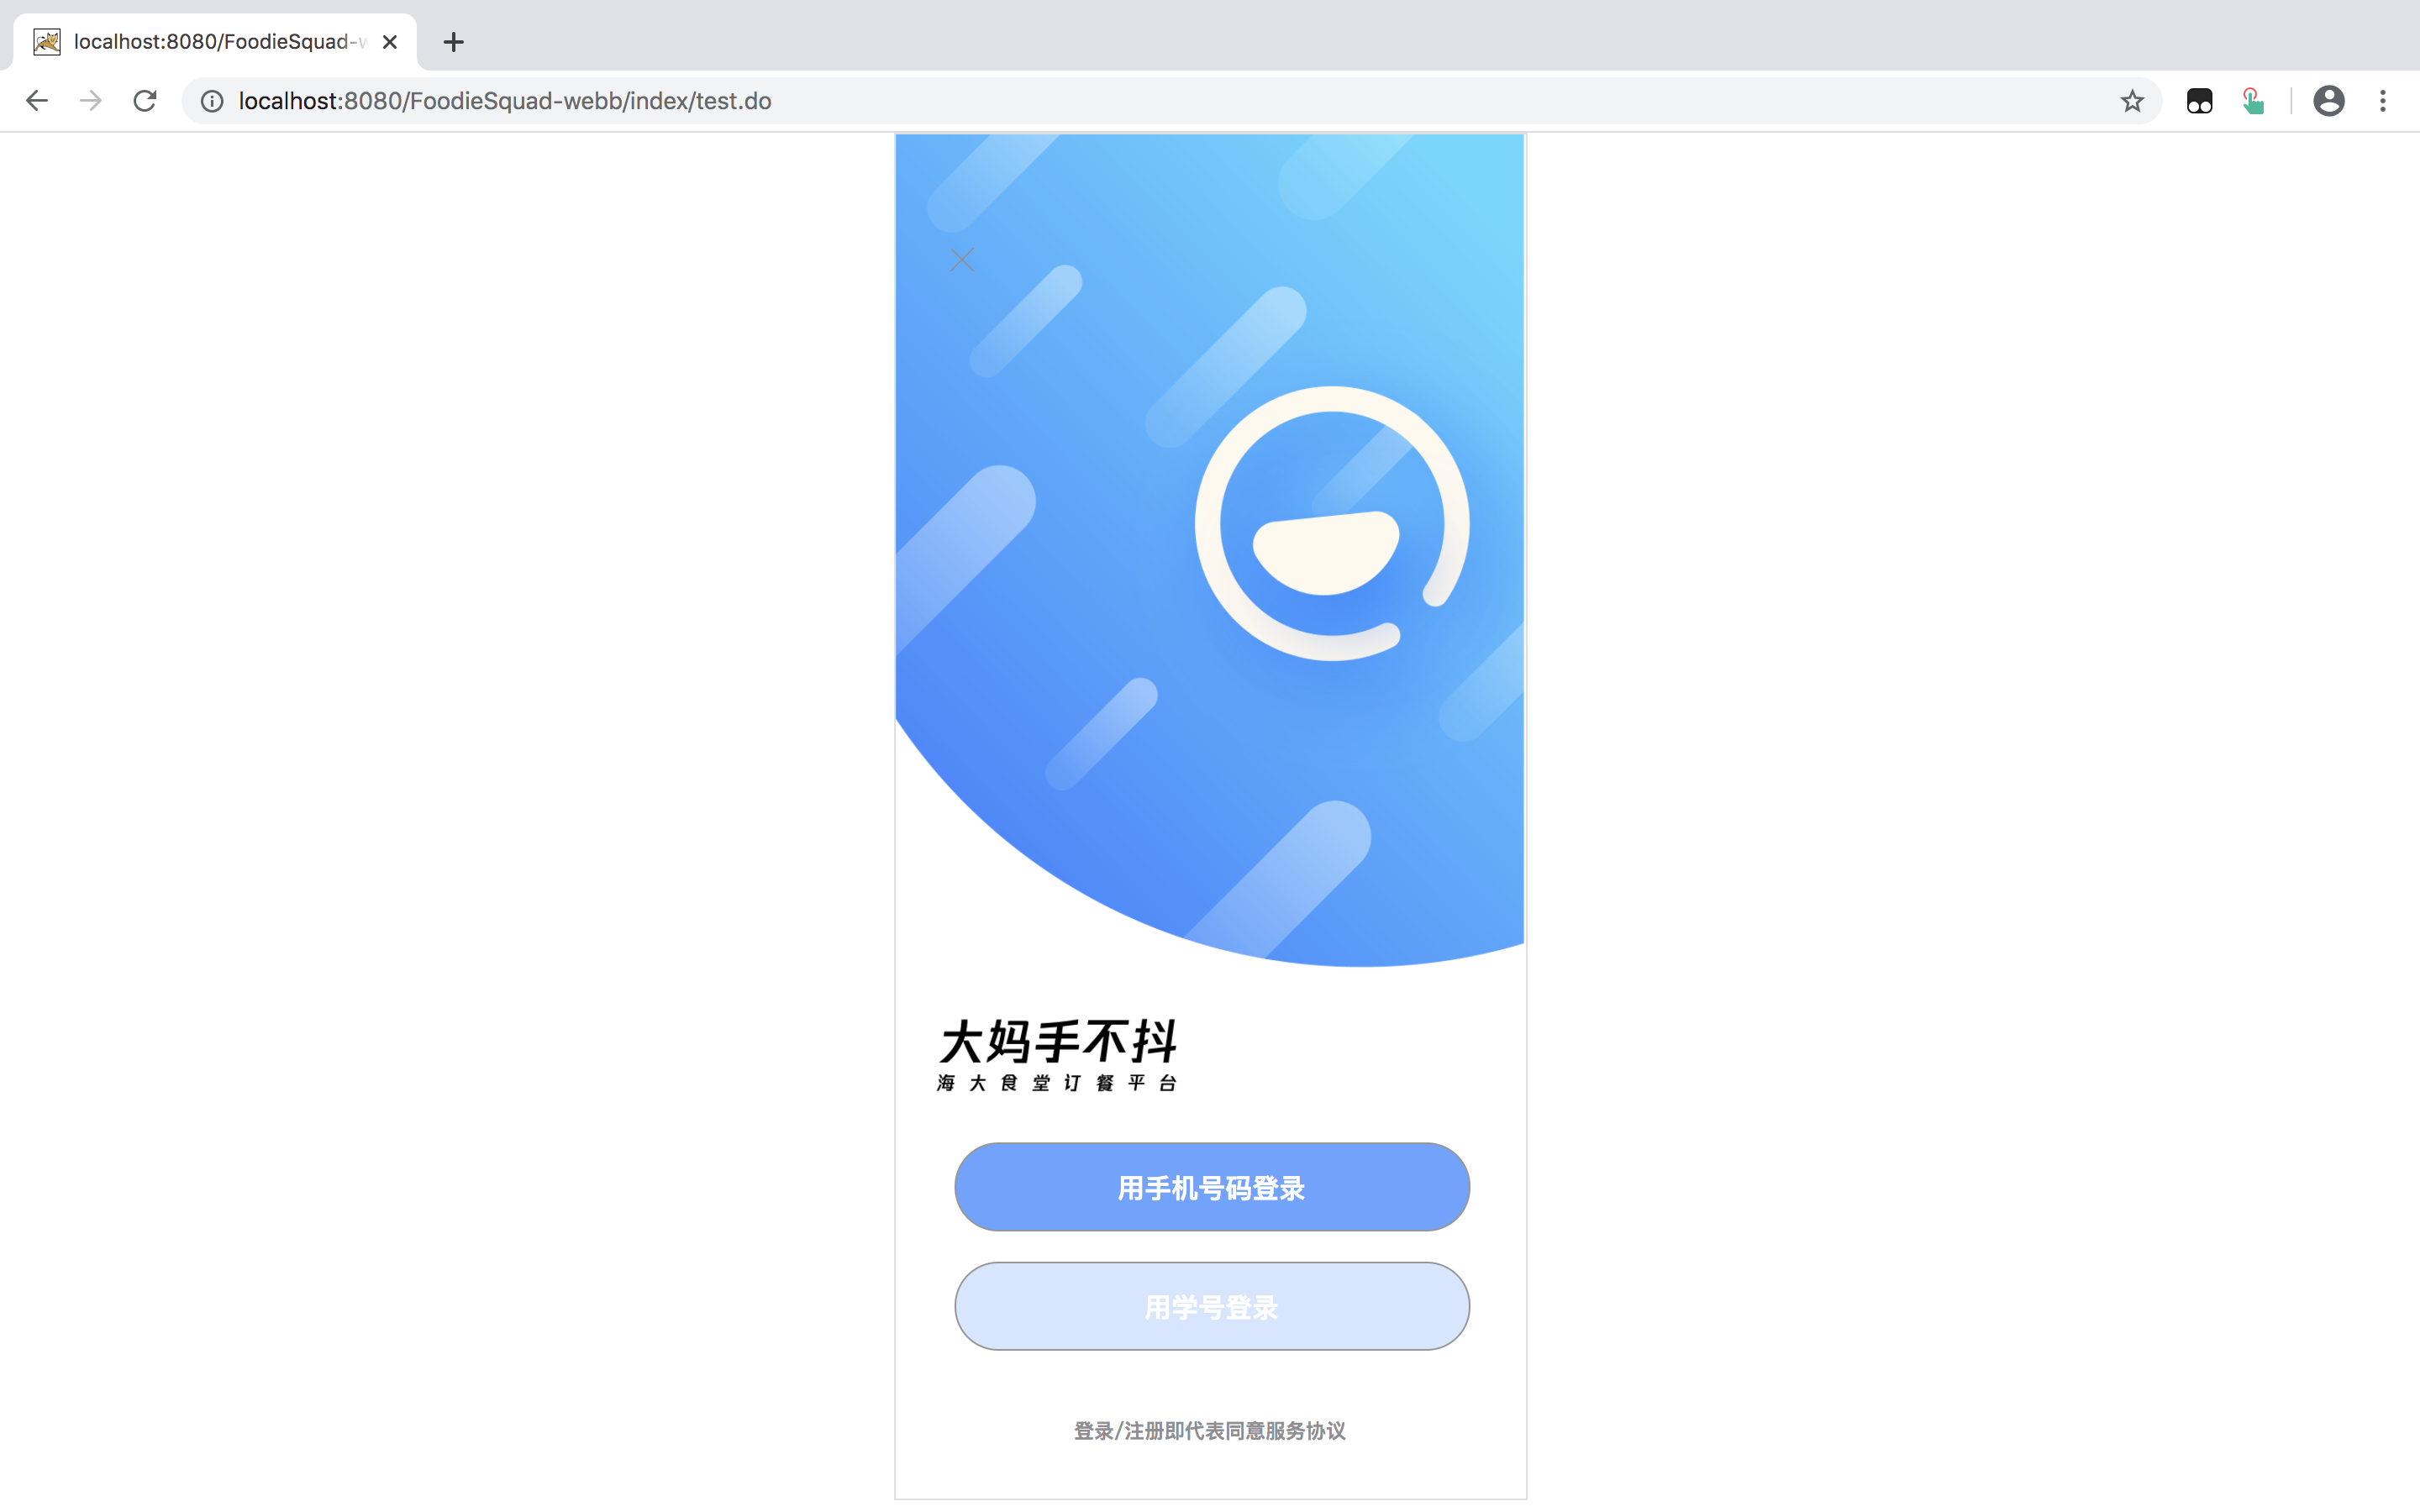 localhost:8080/FoodieSquad-w
localhost:8080/FoodieSquad-webb/index/test.do
大妈手不抖
海大食堂订餐平台
用手机号码登录
用学号登录
登录/注册即代表同意服务协议